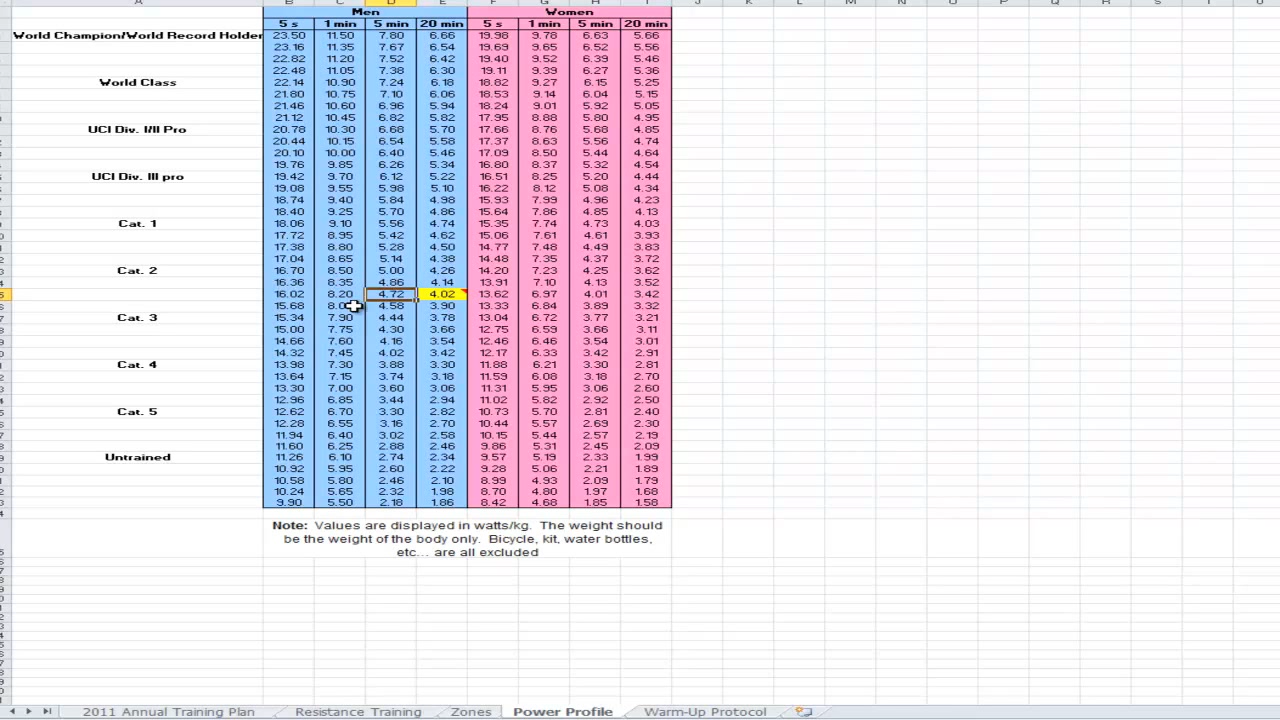 A B C D E F G H I J K L M N O P Q R S T U
Men Women
5 s 1 min 5 min 20 min 5 s 1 min 5 min 20 min
World Champion/World Record Holder 23.50 11.50 7.80 6.66 19.98 9.78 6.63 5.66
23.16 11.35 7.67 6.54 19.69 9.65 6.52 5.56
22.82 11.20 7.52 6.42 19.40 9.52 6.39 5.46
22.48 11.05 7.38 6.30 19.11 9.39 6.27 5.36
World Class 22.14 10.90 7.24 6.18 18.82 9.27 6.15 5.25
21.80 10.75 7.10 6.06 18.53 9.14 6.04 5.15
21.46 10.60 6.96 5.94 18.24 9.01 5.92 5.05
21.12 10.45 6.82 5.82 17.95 8.88 5.80 4.95
UCI Div. I/II Pro 20.78 10.30 6.68 5.70 17.66 8.76 5.68 4.85
20.44 10.15 6.54 5.58 17.37 8.63 5.56 4.74
20.10 10.00 6.40 5.46 17.09 8.50 5.44 4.64
19.76 9.85 6.26 5.34 16.80 8.37 5.32 4.54
UCI Div. III pro 19.42 9.70 6.12 5.22 16.51 8.25 5.20 4.44
19.08 9.55 5.98 5.10 16.22 8.12 5.08 4.34
18.74 9.40 5.84 4.98 15.93 7.99 4.96 4.23
18.40 9.25 5.70 4.86 15.64 7.86 4.85 4.13
Cat. 1 18.06 9.10 5.56 4.74 15.35 7.74 4.73 4.03
17.72 8.95 5.42 4.62 15.06 7.61 4.61 3.93
17.38 8.80 5.28 4.50 14.77 7.48 4.49 3.83
17.04 8.65 5.14 4.38 14.48 7.35 4.37 3.72
Cat. 2 16.70 8.50 5.00 4.26 14.20 7.23 4.25 3.62
16.36 8.35 4.86 4.14 13.91 7.10 4.13 3.52
16.02 8.20 4.72 4.02 13.62 6.97 4.01 3.42
15.68 4.58 3.90 13.33 6.84 3.89 3.32
Cat. 3 15.34 7.90 4.44 3.78 13.04 6.72 3.77 3.21
15.00 7.75 4.30 3.66 12.75 6.59 3.66 3.11
14.66 7.60 4.16 3.54 12.46 6.46 3.54 3.01
14.32 7.45 4.02 3.42 12.17 6.33 3.42 2.91
Cat. 4 13.98 7.30 3.88 3.30 11.88 6.21 3.30 2.81
13.64 7.15 3.74 3.18 11.59 6.08 3.18 2.70
13.30 7.00 3.60 3.06 11.31 5.95 3.06 2.60
12.96 6.85 3.44 2.94 11.02 5.82 2.92 2.50
Cat. 5 12.62 6.70 3.30 2.82 10.73 5.70 2.81 2.40
12.28 6.55 3.16 2.70 10.44 5.57 2.69 2.30
11.94 6.40 3.02 2.58 10.15 5.44 2.57 2.19
11.60 6.25 2.88 2.46 9.86 5.31 2.45 2.09
Untrained 11.26 6.10 2.74 2.34 9.57 5.19 2.33 1.99
10.92 5.95 2.60 2.22 9.28 5.06 2.21 1.89
10.58 5.80 2.46 2.10 8.99 4.93 2.09 1.79
10.24 5.65 2.32 1.98 8.70 4.80 1.97 1.68
9.90 5.50 2.18 1.86 8.42 4.68 1.85 1.58
Note: Values are displayed in watts/kg. The weight should
be the weight of the body only. Bicycle, kit, water bottles,
etc... are all excluded
2011 Annual Training Plan Resistance Training Zones Power Profile Warm-Up Protocol